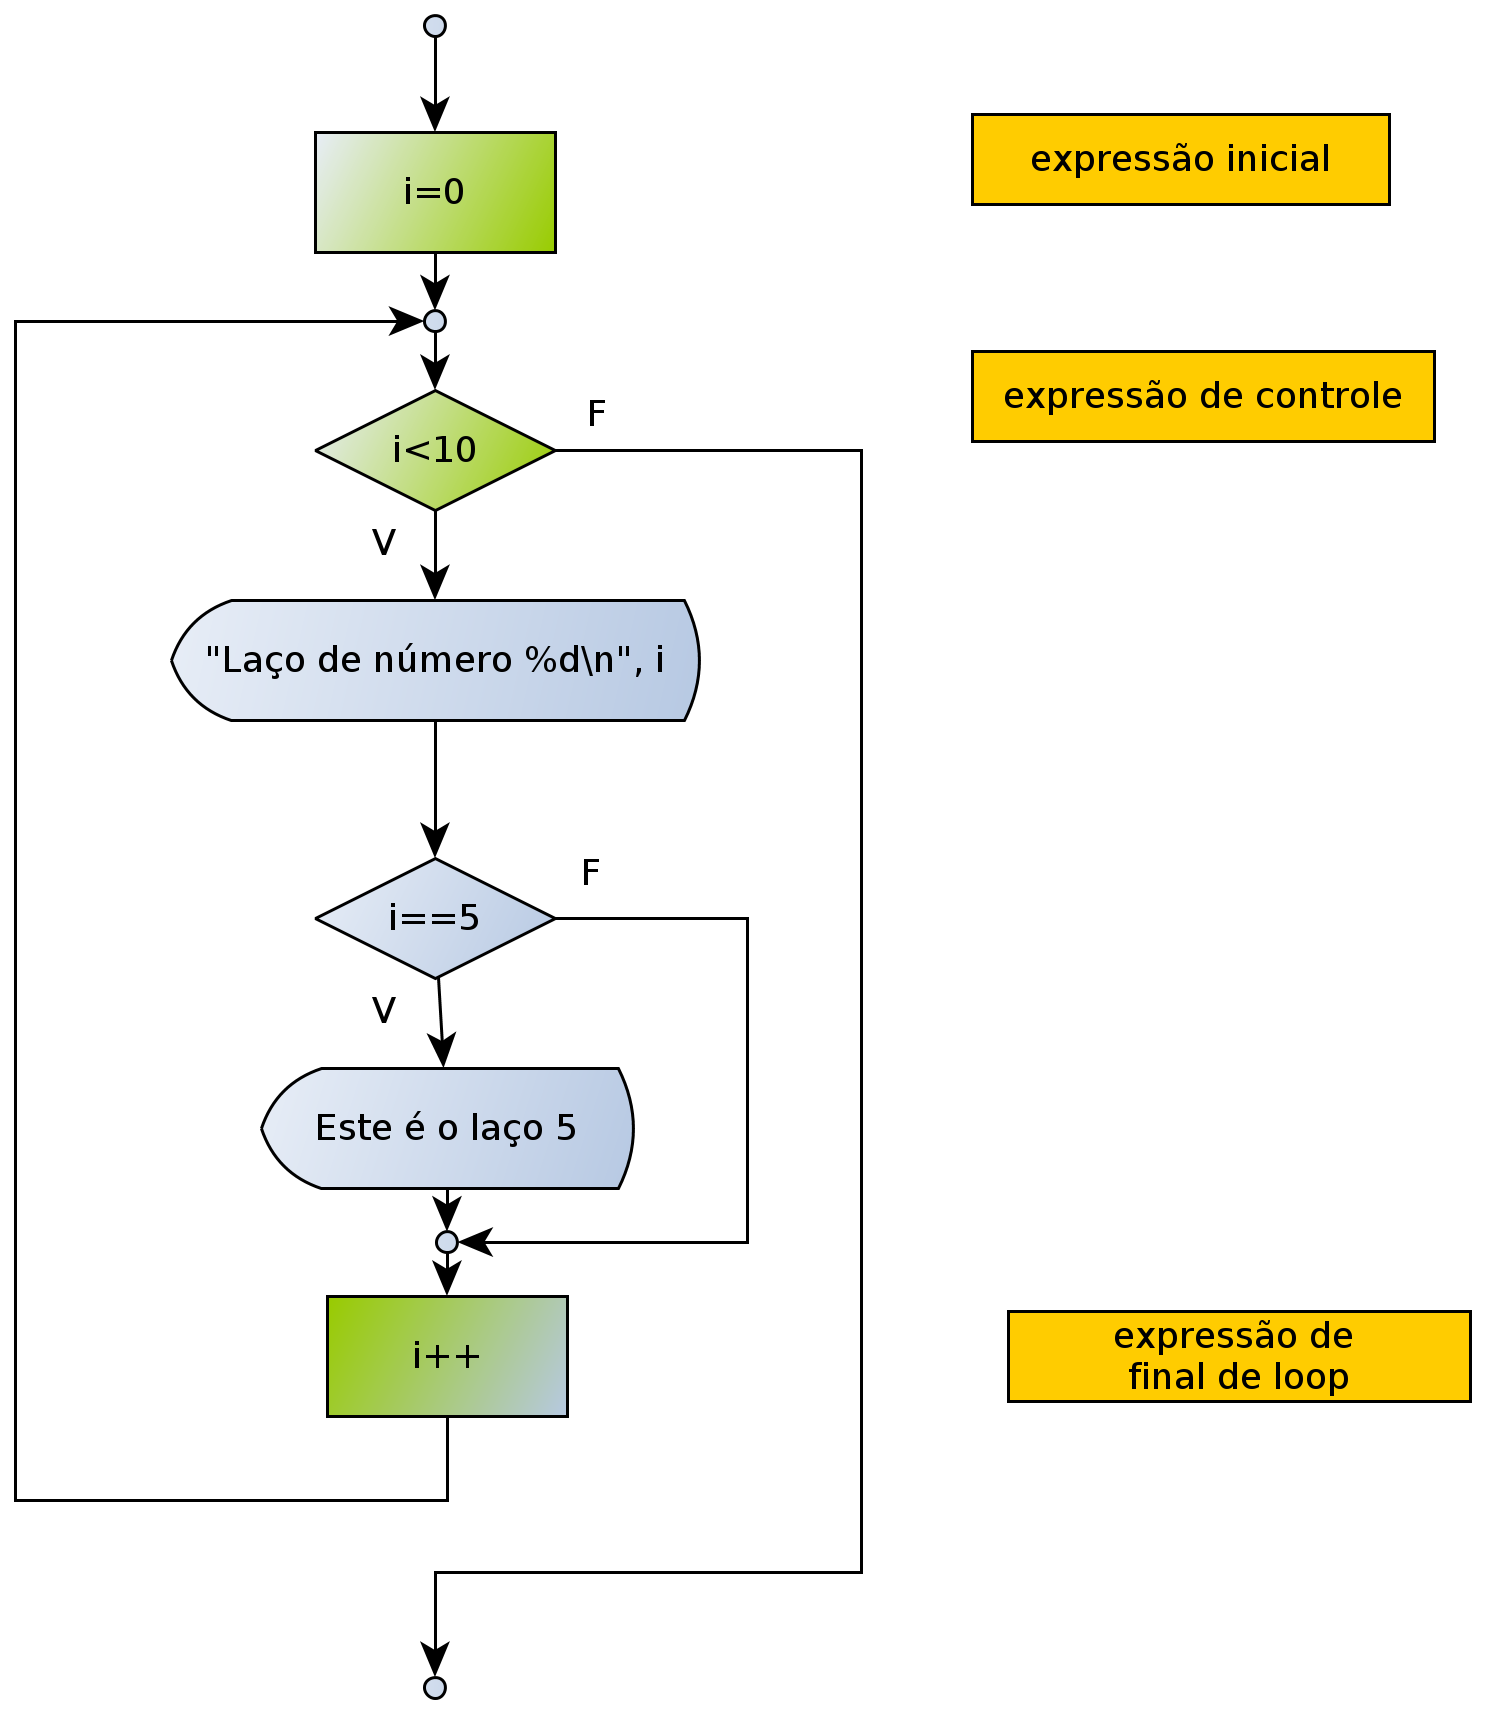 i=0
expressão inicial
expressão de controle
F
i<10
V
"Laço de número %d\n", i
F
i==5
V
Este é o laço 5
i++
expressão de
final de loop